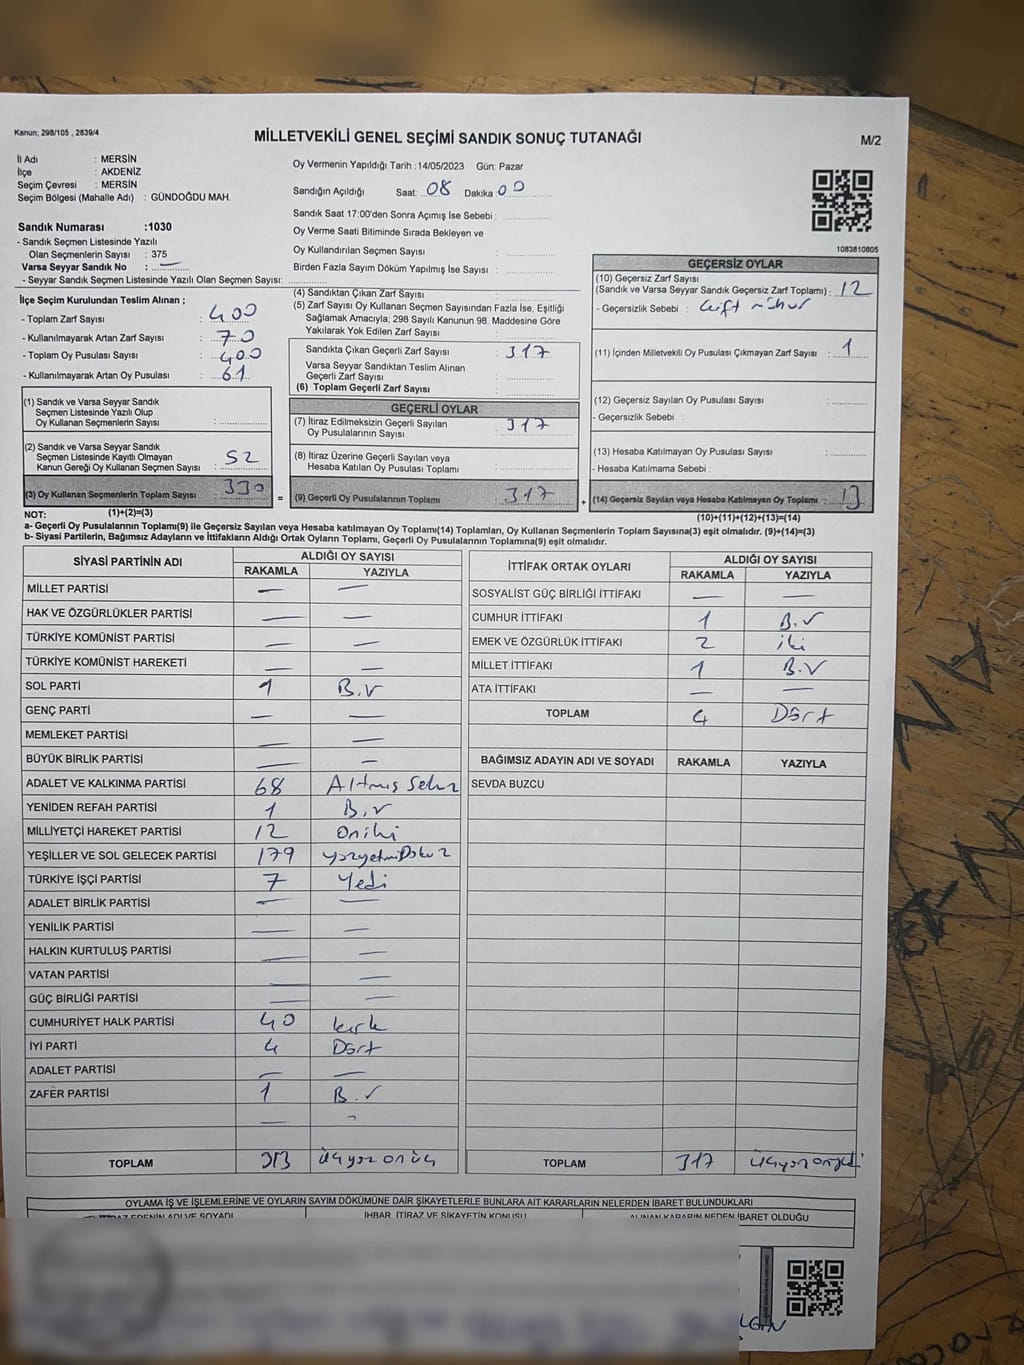 Kanun; 298/105 , 2839/4
MİLLETVEKİLİ GENEL SEÇİMİ SANDIK SONUÇ TUTANAĞI
M/2
İl Adı : MERSİN
İlçe : AKDENİZ
Seçim Çevresi : MERSİN
Seçim Bölgesi (Mahalle Adı) : GÜNDOĞDU MAH.
Sandık Numarası :1030
- Sandık Seçmen Listesinde Yazılı
Olan Seçmenlerin Sayısı : 375
Varsa Seyyar Sandık No : —
- Seyyar Sandık Seçmen Listesinde Yazılı Olan Seçmen Sayısı:
İlçe Seçim Kurulundan Teslim Alınan ;
- Toplam Zarf Sayısı : 400
- Kullanılmayarak Artan Zarf Sayısı : 70
- Toplam Oy Pusulası Sayısı : 400
- Kullanılmayarak Artan Oy Pusulası : 61
(1) Sandık ve Varsa Seyyar Sandık
Seçmen Listesinde Yazılı Olup
Oy Kullanan Seçmenlerin Sayısı :
(2) Sandık ve Varsa Seyyar Sandık
Seçmen Listesinde Kayıtlı Olmayan
Kanun Gereği Oy Kullanan Seçmen Sayısı : 52
(3) Oy Kullanan Seçmenlerin Toplam Sayısı : 330
(1)+(2)=(3)
Oy Vermenin Yapıldığı Tarih :14/05/2023 Gün: Pazar
Sandığın Açıldığı Saat: 08 Dakika 00
Sandık Saat 17:00'den Sonra Açımış İse Sebebi :
Oy Verme Saati Bitiminde Sırada Bekleyen ve
Oy Kullandırılan Seçmen Sayısı :
Birden Fazla Sayım Döküm Yapılmış İse Sayısı :
(4) Sandıktan Çıkan Zarf Sayısı :
(5) Zarf Sayısı Oy Kullanan Seçmen Sayısından Fazla İse, Eşitliği
Sağlamak Amacıyla; 298 Sayılı Kanunun 98. Maddesine Göre
Yakılarak Yok Edilen Zarf Sayısı :
Sandıkta Çıkan Geçerli Zarf Sayısı : 317
Varsa Seyyar Sandıktan Teslim Alınan
Geçerli Zarf Sayısı :
(6) Toplam Geçerli Zarf Sayısı :
GEÇERLİ OYLAR
(7) İtiraz Edilmeksizin Geçerli Sayılan
Oy Pusulalarının Sayısı : 317
(8) İtiraz Üzerine Geçerli Sayılan veya
Hesaba Katılan Oy Pusulası Toplamı :
= (9) Geçerli Oy Pusulalarının Toplamı : 317 +
1083810805
GEÇERSİZ OYLAR
(10) Geçersiz Zarf Sayısı
(Sandık ve Varsa Seyyar Sandık Geçersiz Zarf Toplamı) : 12
- Geçersizlik Sebebi : Çift mühür
(11) İçinden Milletvekili Oy Pusulası Çıkmayan Zarf Sayısı : 1
(12) Geçersiz Sayılan Oy Pusulası Sayısı :
- Geçersizlik Sebebi :
(13) Hesaba Katılmayan Oy Pusulası Sayısı :
- Hesaba Katılmama Sebebi :
(14) Geçersiz Sayılan veya Hesaba Katılmayan Oy Toplamı : 13
(10)+(11)+(12)+(13)=(14)
NOT:
a- Geçerli Oy Pusulalarının Toplamı(9) ile Geçersiz Sayılan veya Hesaba katılmayan Oy Toplamı(14) Toplamları, Oy Kullanan Seçmenlerin Toplam Sayısına(3) eşit olmalıdır. (9)+(14)=(3)
b- Siyasi Partilerin, Bağımsız Adayların ve İttifakların Aldığı Ortak Oyların Toplamı, Geçerli Oy Pusulalarının Toplamına(9) eşit olmalıdır.
SİYASİ PARTİNİN ADI ALDIĞI OY SAYISI
RAKAMLA YAZIYLA
MİLLET PARTİSİ — —
HAK VE ÖZGÜRLÜKLER PARTİSİ — —
TÜRKİYE KOMÜNİST PARTİSİ — —
TÜRKİYE KOMÜNİST HAREKETİ — —
SOL PARTİ 1 Bir
GENÇ PARTİ — —
MEMLEKET PARTİSİ — —
BÜYÜK BİRLİK PARTİSİ — —
ADALET VE KALKINMA PARTİSİ 68 Altmış Sekiz
YENİDEN REFAH PARTİSİ 1 Bir
MİLLİYETÇİ HAREKET PARTİSİ 12 oniki
YEŞİLLER VE SOL GELECEK PARTİSİ 179 yüzyetmişDokuz
TÜRKİYE İŞÇİ PARTİSİ 7 Yedi
ADALET BİRLİK PARTİSİ — —
YENİLİK PARTİSİ — —
HALKIN KURTULUŞ PARTİSİ — —
VATAN PARTİSİ — —
GÜÇ BİRLİĞİ PARTİSİ — —
CUMHURİYET HALK PARTİSİ 40 kırk
İYİ PARTİ 4 Dört
ADALET PARTİSİ — —
ZAFER PARTİSİ 1 Bir
— -
TOPLAM 313 üçyüz onüç
İTTİFAK ORTAK OYLARI ALDIĞI OY SAYISI
RAKAMLA YAZIYLA
SOSYALİST GÜÇ BİRLİĞİ İTTİFAKI — —
CUMHUR İTTİFAKI 1 Bir
EMEK VE ÖZGÜRLÜK İTTİFAKI 2 iki
MİLLET İTTİFAKI 1 Bir
ATA İTTİFAKI — —
TOPLAM 4 Dört
BAĞIMSIZ ADAYIN ADI VE SOYADI RAKAMLA YAZIYLA
SEVDA BUZCU
TOPLAM 317 üçyüzonyedi
OYLAMA İŞ VE İŞLEMLERİNE VE OYLARIN SAYIM DÖKÜMÜNE DAİR ŞİKAYETLERLE BUNLARA AİT KARARLARIN NELERDEN İBARET BULUNDUKLARI
İTİRAZ EDENİN ADI VE SOYADI İHBAR, İTİRAZ VE ŞİKAYETİN KONUSU ALINAN KARARIN NEDEN İBARET OLDUĞU